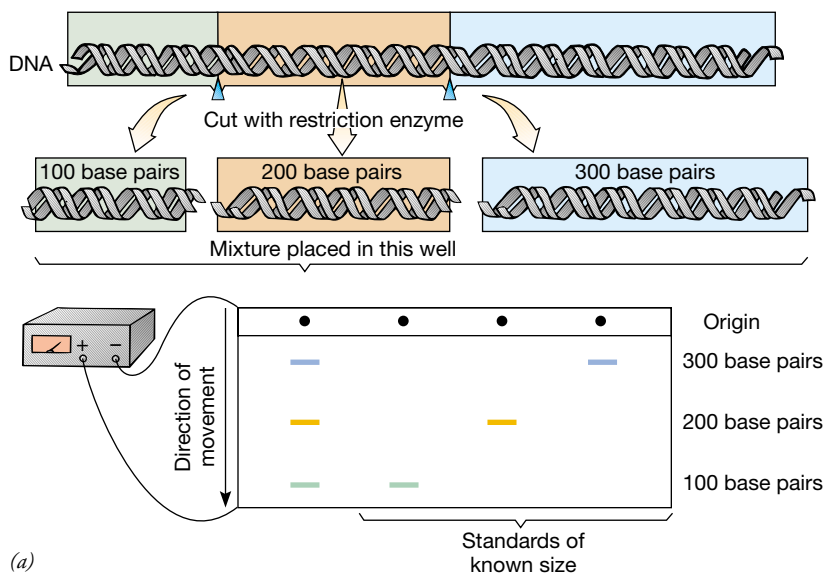 DNA
Cut with restriction enzyme
100 base pairs
200 base pairs
300 base pairs
Mixture placed in this well
+ −
Origin
300 base pairs
200 base pairs
100 base pairs
Direction of
movement
Standards of
known size
(a)